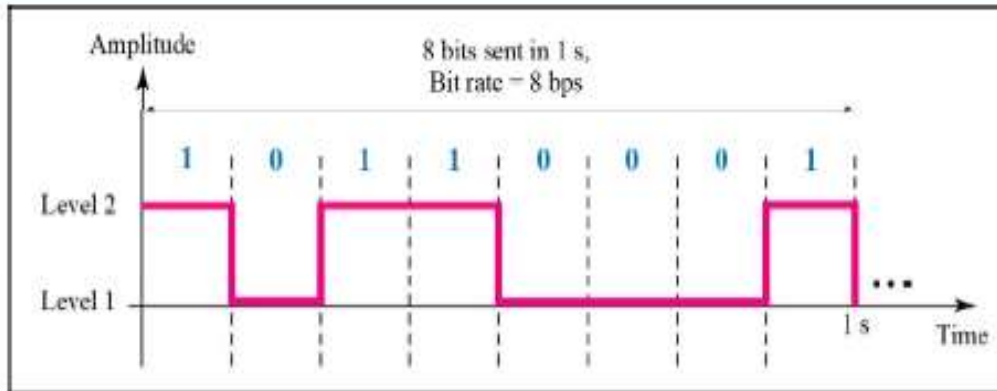 Amplitude
8 bits sent in 1 s,
Bit rate = 8 bps
1 0 1 1 0 0 0 1
Level 2
Level 1
...
1 s
Time